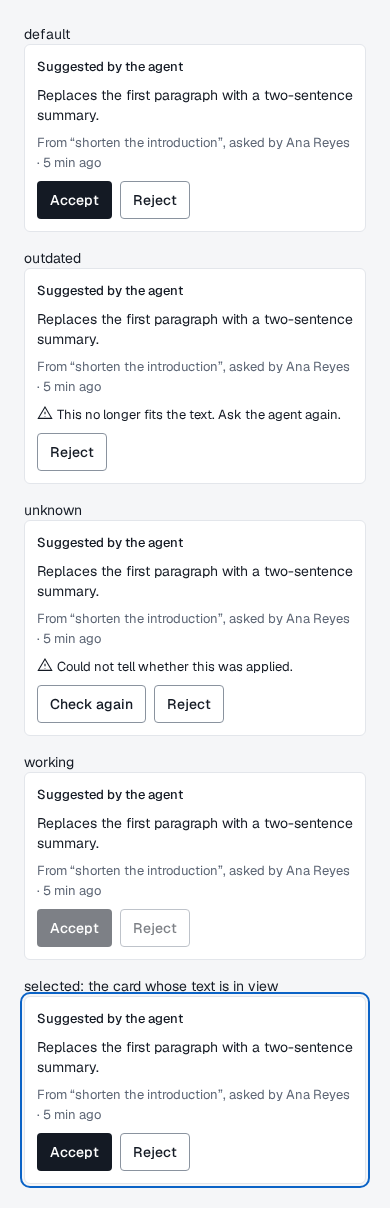 default
Suggested by the agent
Replaces the first paragraph with a two-sentence
summary.
From “shorten the introduction”, asked by Ana Reyes
· 5 min ago
Accept Reject
outdated
Suggested by the agent
Replaces the first paragraph with a two-sentence
summary.
From “shorten the introduction”, asked by Ana Reyes
· 5 min ago
This no longer fits the text. Ask the agent again.
Reject
unknown
Suggested by the agent
Replaces the first paragraph with a two-sentence
summary.
From “shorten the introduction”, asked by Ana Reyes
· 5 min ago
Could not tell whether this was applied.
Check again Reject
working
Suggested by the agent
Replaces the first paragraph with a two-sentence
summary.
From “shorten the introduction”, asked by Ana Reyes
· 5 min ago
Accept Reject
selected: the card whose text is in view
Suggested by the agent
Replaces the first paragraph with a two-sentence
summary.
From “shorten the introduction”, asked by Ana Reyes
· 5 min ago
Accept Reject